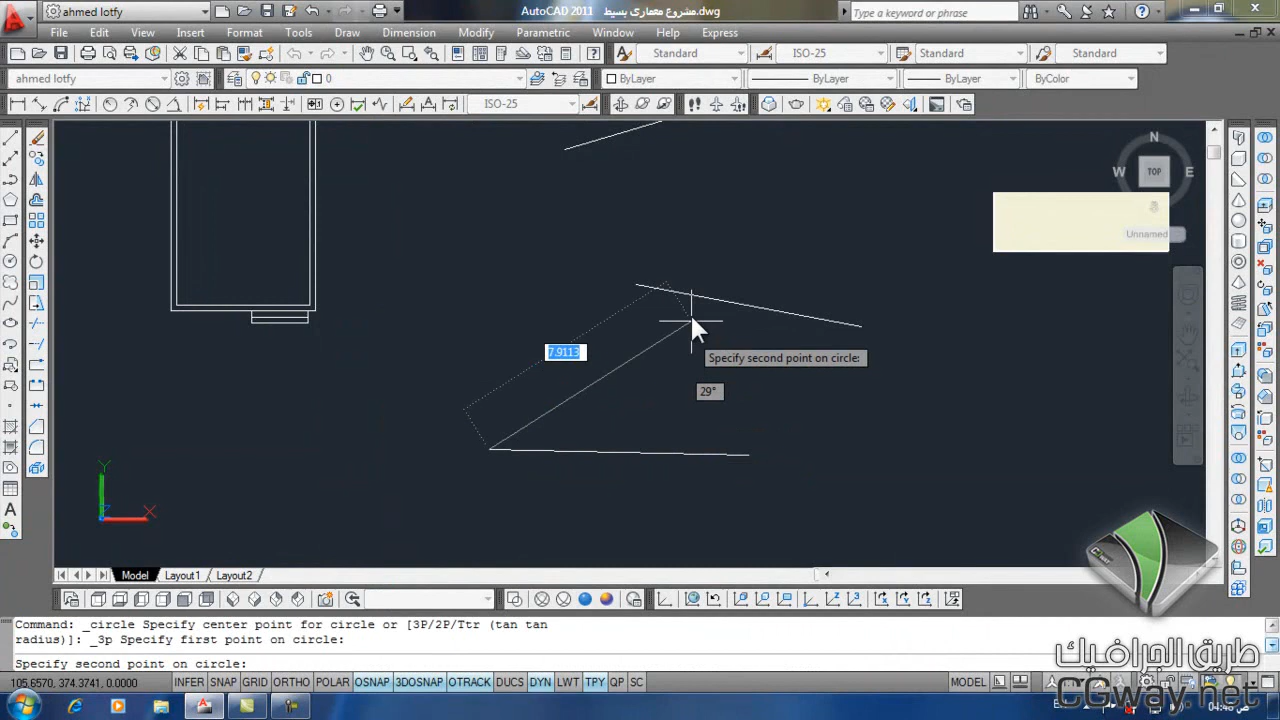 ahmed lotfy
AutoCAD 2011 مشروع معماري بسيط.dwg
Type a keyword or phrase
File Edit View Insert Format Tools Draw Dimension Modify Parametric Window Help Express
Standard ISO-25 Standard Standard
ahmed lotfy 0 ByLayer ByLayer ByLayer ByColor
ISO-25
N
W TOP E
Unnamed
7.9113
Specify second point on circle:
29°
Y
X
Model Layout1 Layout2
Command: _circle Specify center point for circle or [3P/2P/Ttr (tan tan
radius)]: _3p Specify first point on circle:
Specify second point on circle:
105.6570, 374.3741, 0.0000 INFER SNAP GRID ORTHO POLAR OSNAP 3DOSNAP OTRACK DUCS DYN LWT TPY QP SC MODEL
طريق الجرافيك
CGway.net
04:48 ص